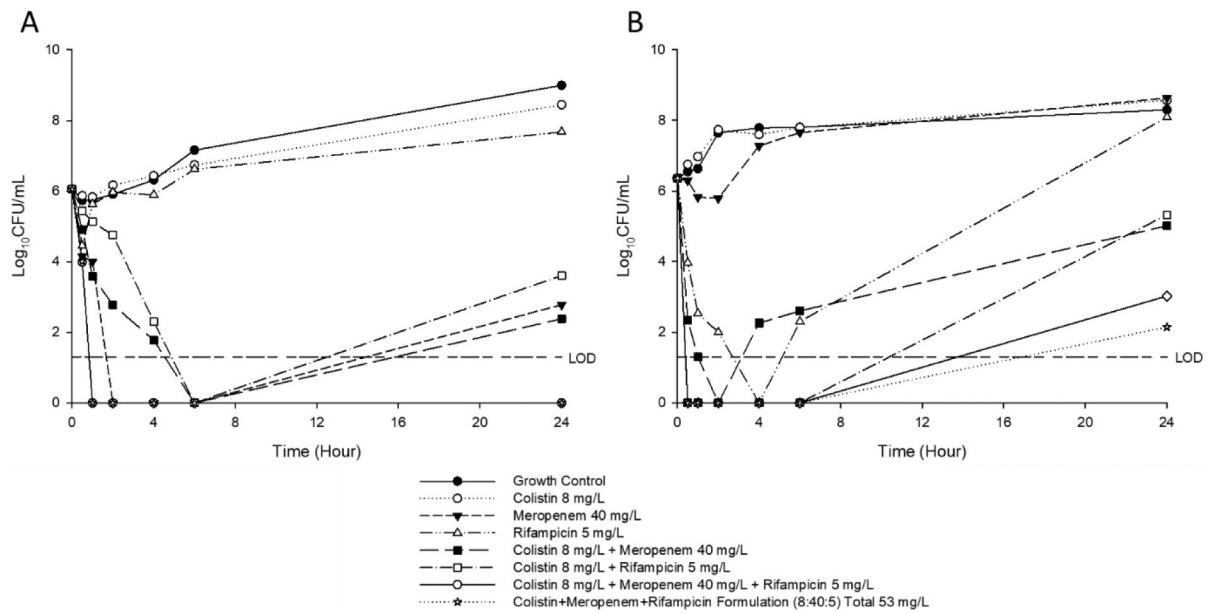 A
B
10
8
6
4
2
0
Log₁₀CFU/mL
LOD
0 4 8 12 16 20 24
Time (Hour)
10
8
6
4
2
0
Log₁₀CFU/mL
LOD
0 4 8 12 16 20 24
Time (Hour)
Growth Control
Colistin 8 mg/L
Meropenem 40 mg/L
Rifampicin 5 mg/L
Colistin 8 mg/L + Meropenem 40 mg/L
Colistin 8 mg/L + Rifampicin 5 mg/L
Colistin 8 mg/L + Meropenem 40 mg/L + Rifampicin 5 mg/L
Colistin+Meropenem+Rifampicin Formulation (8:40:5) Total 53 mg/L